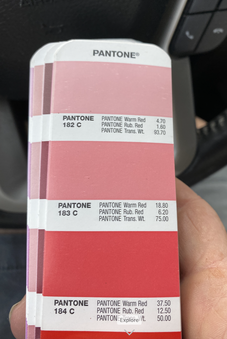 PANTONE®
PANTONE 182 C
PANTONE Warm Red 4.70
PANTONE Rub. Red 1.60
PANTONE Trans. Wt. 93.70
PANTONE 183 C
PANTONE Warm Red 18.80
PANTONE Rub. Red 6.20
PANTONE Trans. Wt. 75.00
PANTONE 184 C
PANTONE Warm Red 37.50
PANTONE Rub. Red 12.50
PANTON Explore Wt. 50.00